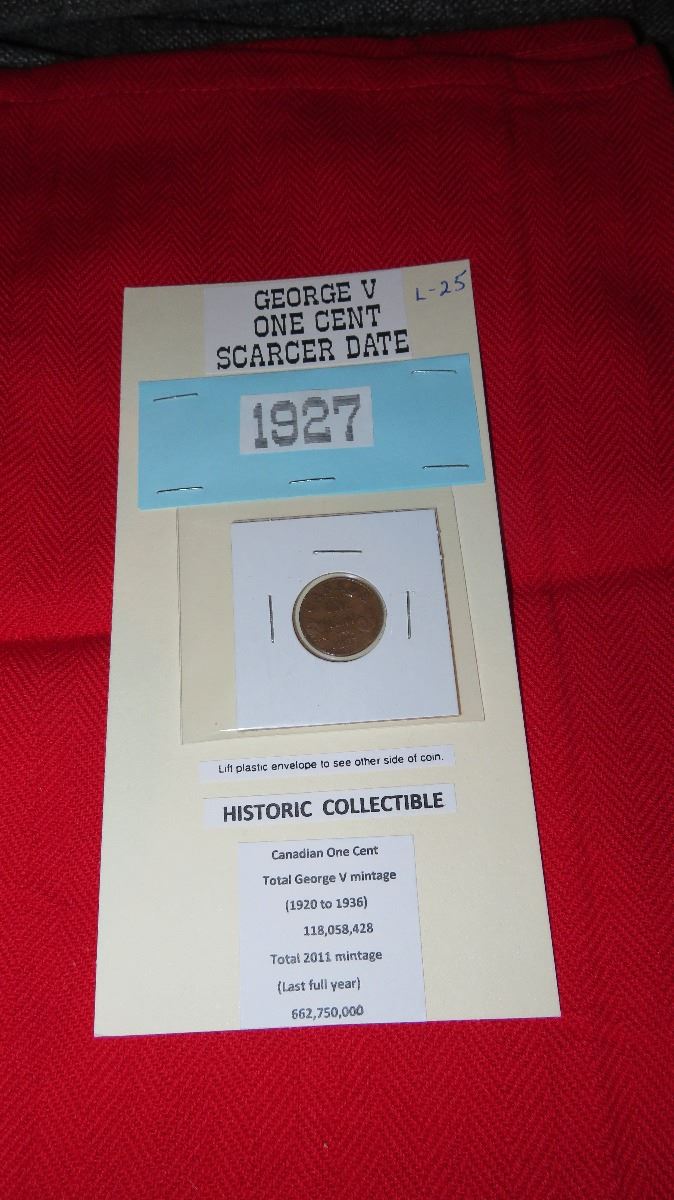 GEORGE V
L-25
ONE CENT
SCARCER DATE
1927
Lift plastic envelope to see other side of coin.
HISTORIC COLLECTIBLE
Canadian One Cent
Total George V mintage
(1920 to 1936)
118,058,428
Total 2011 mintage
(Last full year)
662,750,000